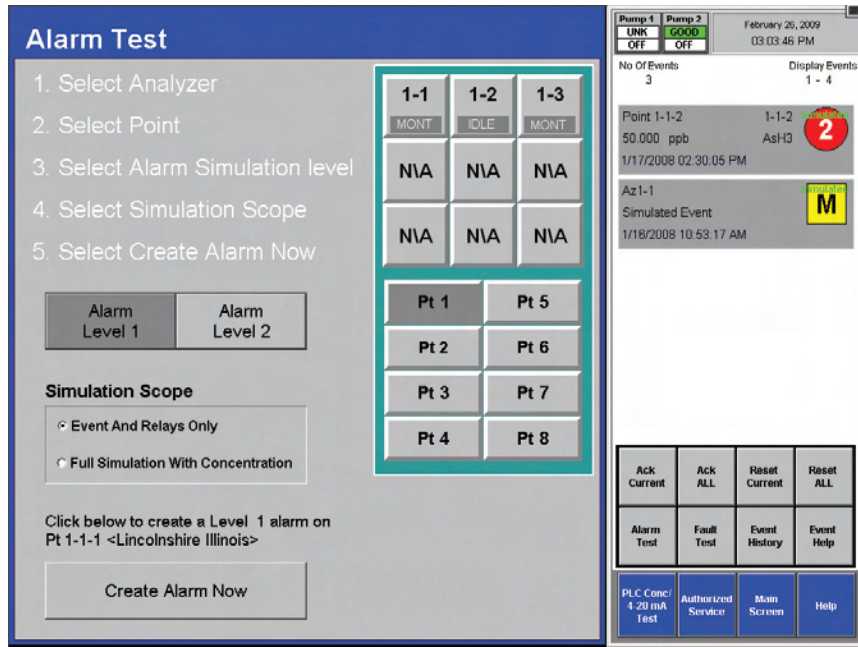 Alarm Test
1. Select Analyzer
2. Select Point
3. Select Alarm Simulation level
4. Select Simulation Scope
5. Select Create Alarm Now
Alarm Level 1
Alarm Level 2
Simulation Scope
Event And Relays Only
Full Simulation With Concentration
Click below to create a Level 1 alarm on
Pt 1-1-1 <Lincolnshire Illinois>
Create Alarm Now
1-1 1-2 1-3
MONT IDLE MONT
N\A N\A N\A
N\A N\A N\A
Pt 1 Pt 5
Pt 2 Pt 6
Pt 3 Pt 7
Pt 4 Pt 8
Pump 1 Pump 2
UNK GOOD
OFF OFF
February 26, 2009
03:03:46 PM
No Of Events
3
Display Events
1 - 4
Point 1-1-2 1-1-2
50.000 ppb AsH3
1/17/2008 02:30:05 PM
simulated
2
Az1-1
Simulated Event
1/16/2008 10:53:17 AM
simulated
M
Ack Current
Ack ALL
Reset Current
Reset ALL
Alarm Test
Fault Test
Event History
Event Help
PLC Conc/
4-20 mA
Test
Authorized Service
Main Screen
Help